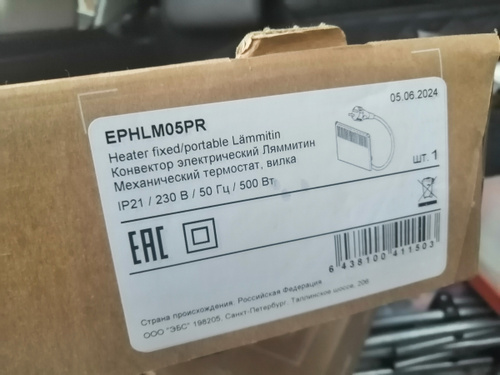 EPHLM05PR
05.06.2024
Heater fixed/portable Lämmitin
Конвектор электрический Ляммитин
Механический термостат, вилка
IP21 / 230 В / 50 Гц / 500 Вт
шт. 1
EAC
6 438100 411503
Страна происхождения. Российская Федерация.
ООО "ЭБС" 198205. Санкт-Петербург. Таллинское шоссе, 206